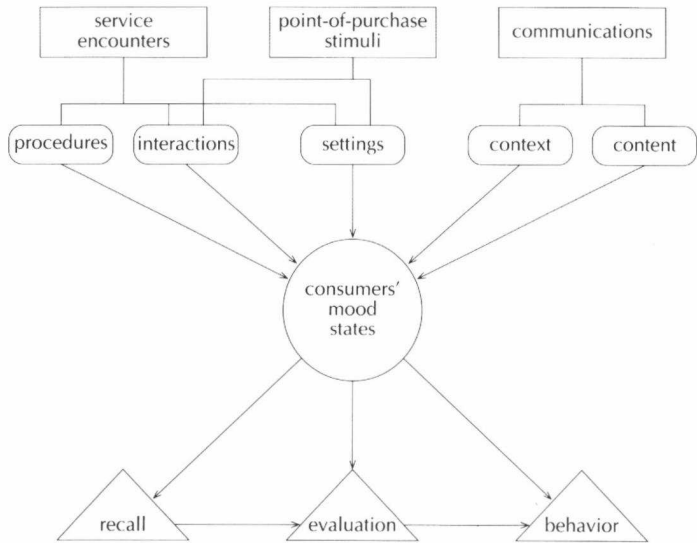 service
encounters
point-of-purchase
stimuli
communications
procedures
interactions
settings
context
content
consumers'
mood
states
recall
evaluation
behavior